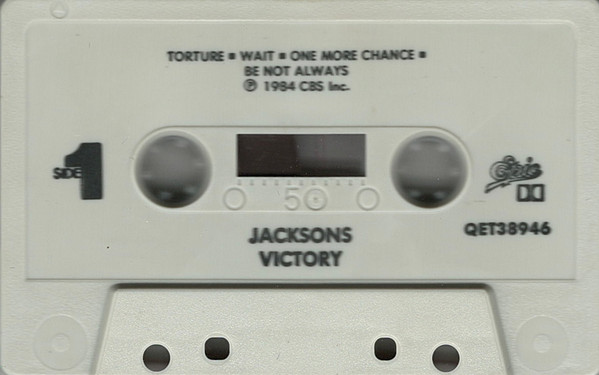 TORTURE ■ WAIT ■ ONE MORE CHANCE ■
BE NOT ALWAYS
℗ 1984 CBS Inc.
SIDE 1
Epic
50
QET38946
JACKSONS
VICTORY